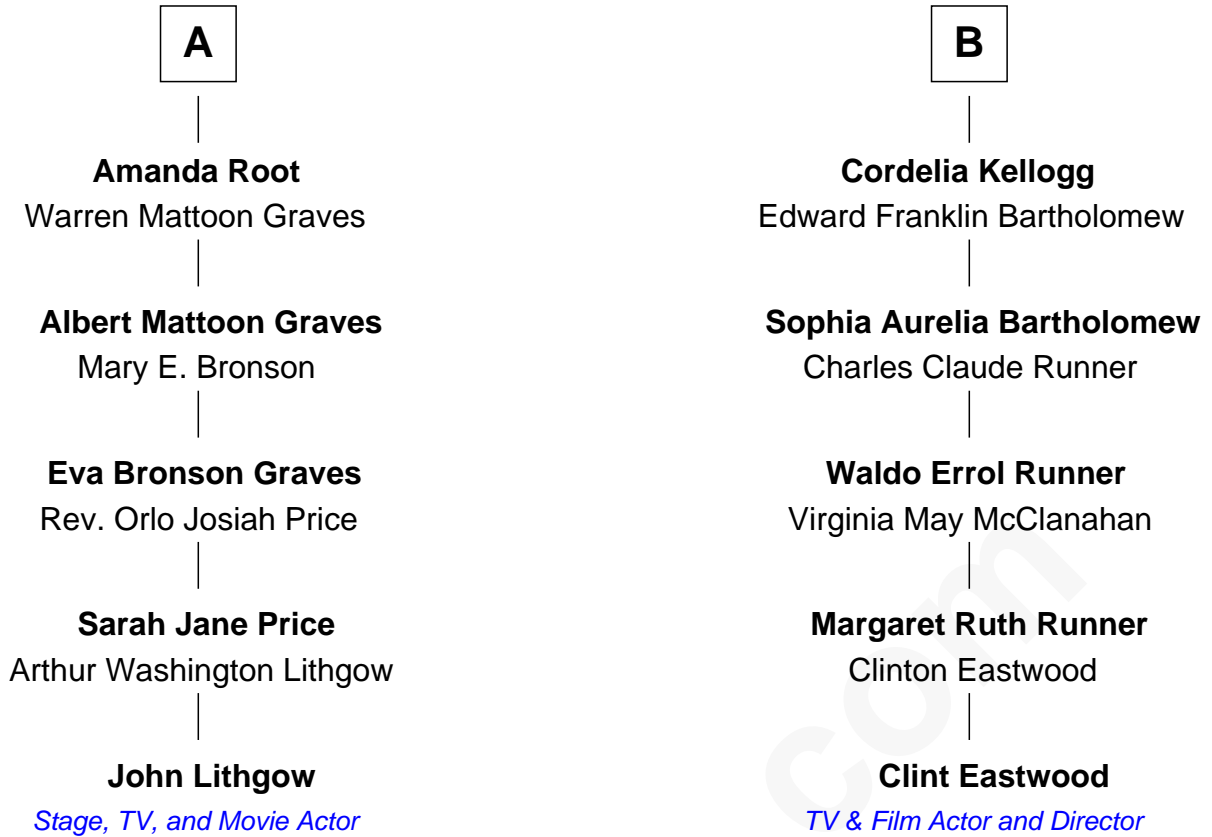 A
Amanda Root
Warren Mattoon Graves
Albert Mattoon Graves
Mary E. Bronson
Eva Bronson Graves
Rev. Orlo Josiah Price
Sarah Jane Price
Arthur Washington Lithgow
John Lithgow
Stage, TV, and Movie Actor
B
Cordelia Kellogg
Edward Franklin Bartholomew
Sophia Aurelia Bartholomew
Charles Claude Runner
Waldo Errol Runner
Virginia May McClanahan
Margaret Ruth Runner
Clinton Eastwood
Clint Eastwood
TV & Film Actor and Director
com